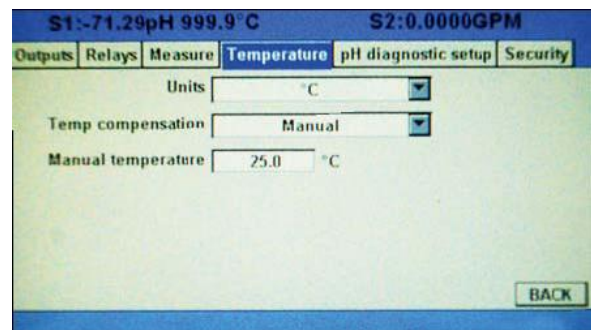 S1:-71.29pH 999.9°C S2:0.0000GPM
Outputs Relays Measure Temperature pH diagnostic setup Security
Units °C
Temp compensation Manual
Manual temperature 25.0 °C
BACK